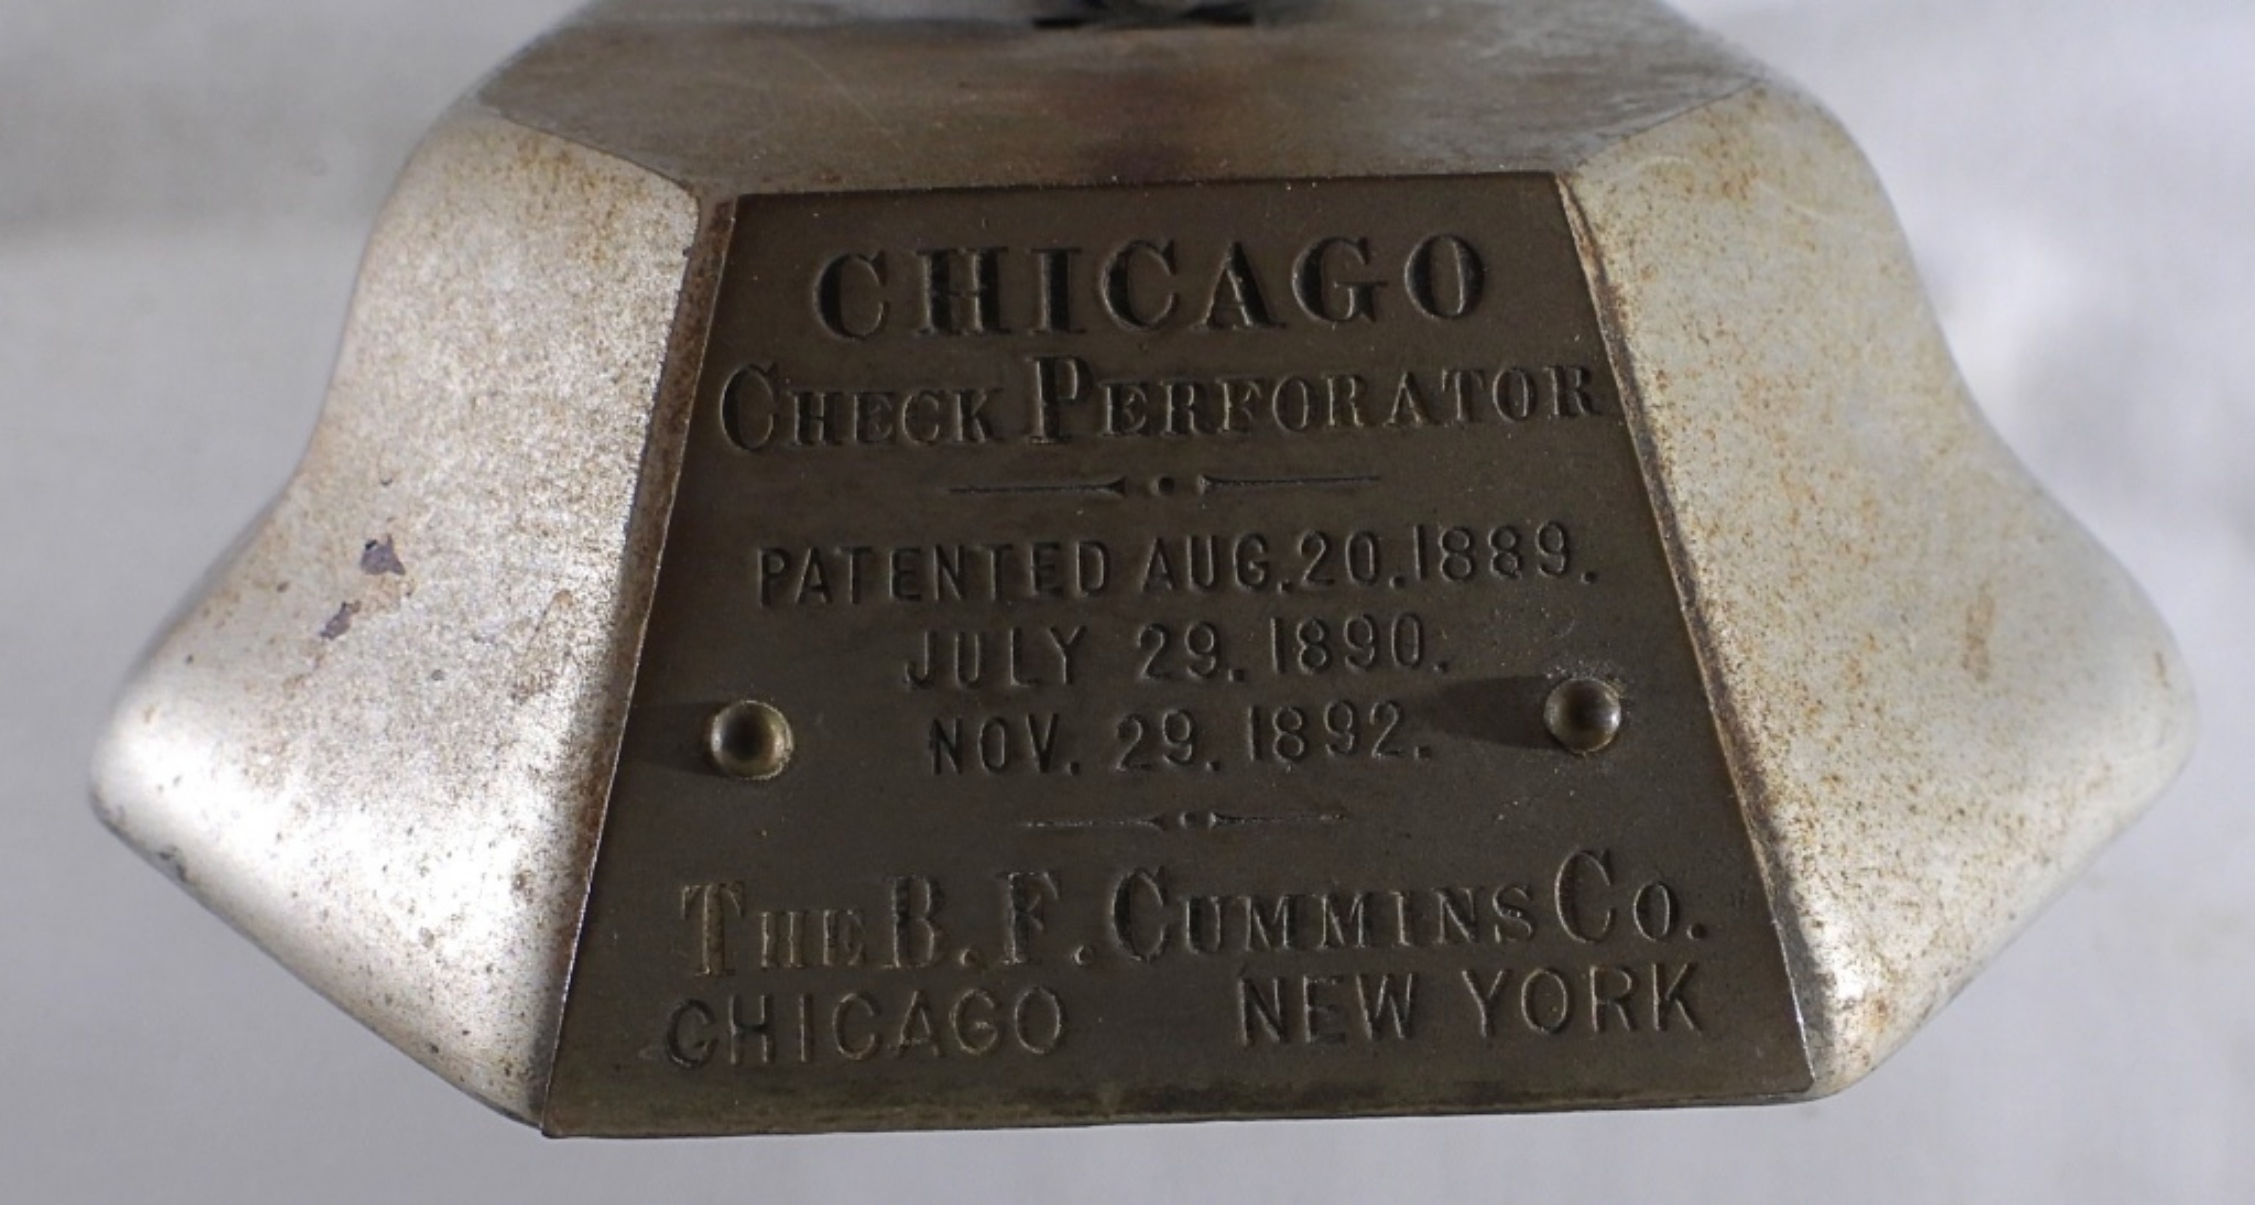 CHICAGO
CHECK PERFORATOR
PATENTED AUG. 20. 1889.
JULY 29. 1890.
NOV. 29. 1892.
THE B. F. CUMMINS CO.
CHICAGO NEW YORK